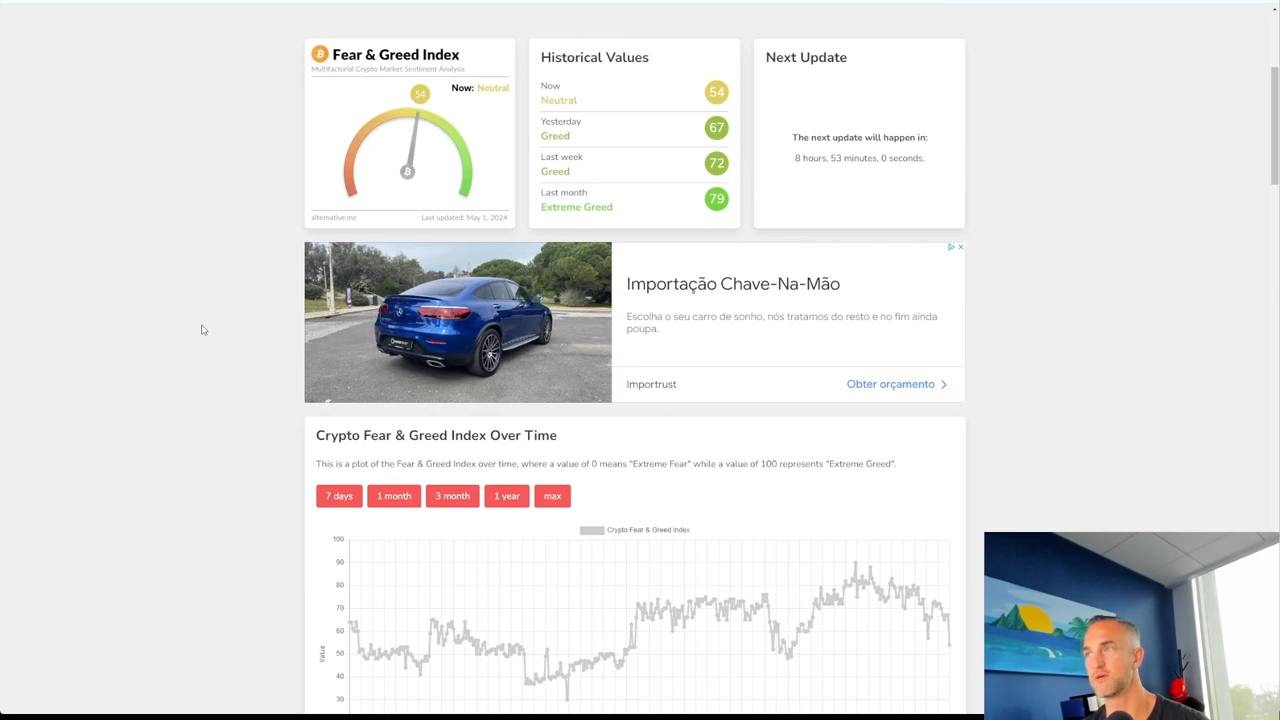 Fear & Greed Index
Multifactorial Crypto Market Sentiment Analysis
54
Now: Neutral
alternative.me
Last updated: May 1, 2024
Historical Values
Now
Neutral
54
Yesterday
Greed
67
Last week
Greed
72
Last month
Extreme Greed
79
Next Update
The next update will happen in:
8 hours, 53 minutes, 0 seconds.
Importação Chave-Na-Mão
Escolha o seu carro de sonho, nós tratamos do resto e no fim ainda
poupa.
Importrust
Obter orçamento
Crypto Fear & Greed Index Over Time
This is a plot of the Fear & Greed Index over time, where a value of 0 means "Extreme Fear" while a value of 100 represents "Extreme Greed".
7 days
1 month
3 month
1 year
max
Crypto Fear & Greed Index
100
90
80
70
60
50
40
30
Value